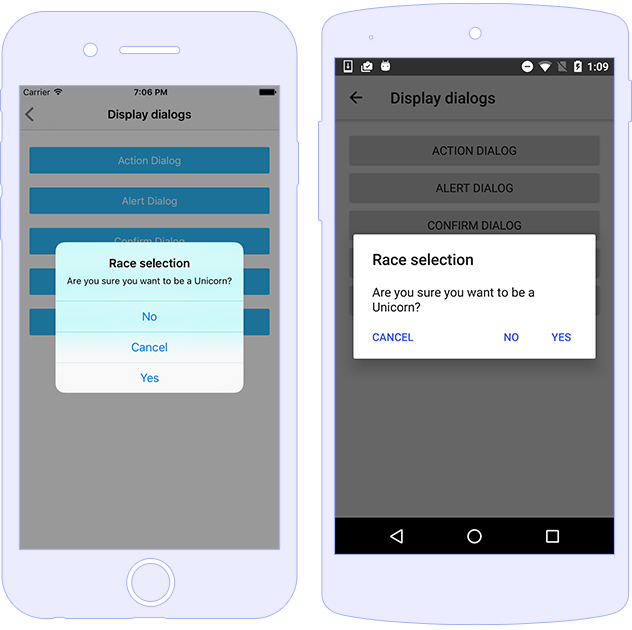 Carrier 7:06 PM
Display dialogs
Action Dialog
Alert Dialog
Confirm Dialog
Race selection
Are you sure you want to be a Unicorn?
No
Cancel
Yes
1:09
Display dialogs
ACTION DIALOG
ALERT DIALOG
CONFIRM DIALOG
Race selection
Are you sure you want to be a
Unicorn?
CANCEL NO YES